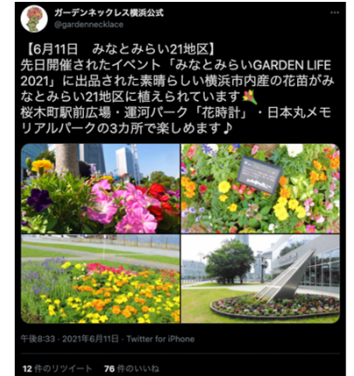 ガーデンネックレス横浜公式
@gardennecklace
【6月11日　みなとみらい21地区】
先日開催されたイベント「みなとみらいGARDEN LIFE
2021」に出品された素晴らしい横浜市内産の花苗がみ
なとみらい21地区に植えられています💐
桜木町駅前広場・運河パーク「花時計」・日本丸メモ
リアルパークの3カ所で楽しめます♪
午後8:33 · 2021年6月11日 · Twitter for iPhone
12 件のリツイート　76 件のいいね